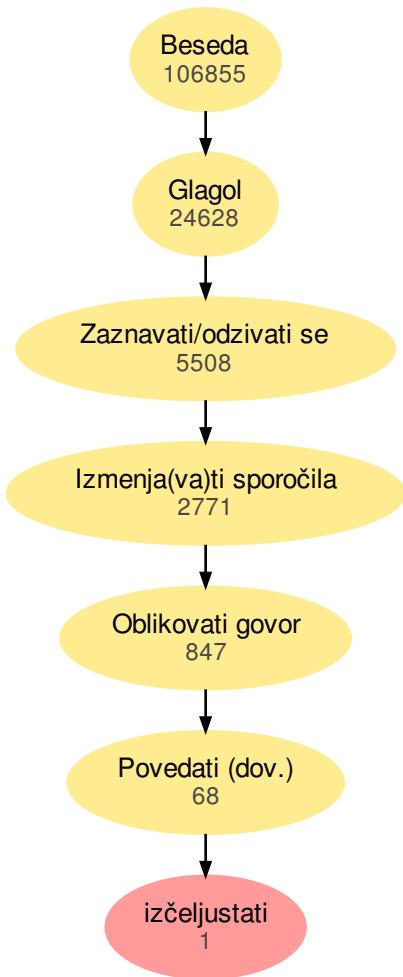 Beseda
106855
Glagol
24628
Zaznavati/odzivati se
5508
Izmenja(va)ti sporočila
2771
Oblikovati govor
847
Povedati (dov.)
68
izčeljustati
1